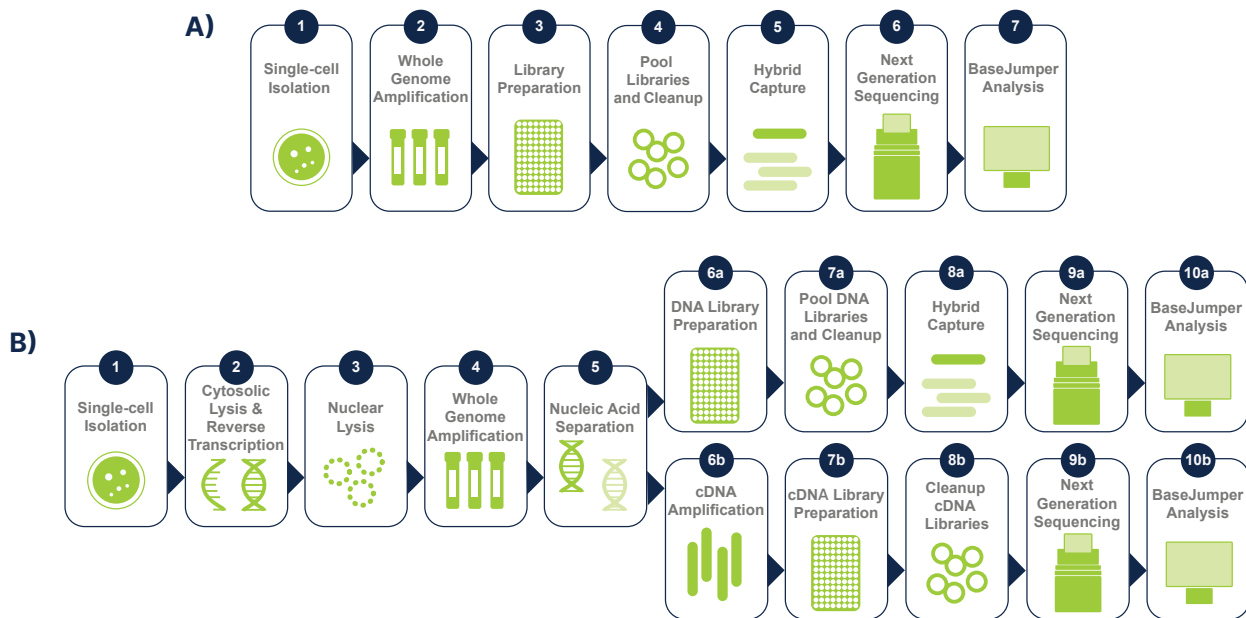 A)
1
Single-cell
Isolation
2
Whole
Genome
Amplification
3
Library
Preparation
4
Pool
Libraries
and Cleanup
5
Hybrid
Capture
6
Next
Generation
Sequencing
7
BaseJumper
Analysis
B)
1
Single-cell
Isolation
2
Cytosolic
Lysis &
Reverse
Transcription
3
Nuclear
Lysis
4
Whole
Genome
Amplification
5
Nucleic Acid
Separation
6a
DNA Library
Preparation
7a
Pool DNA
Libraries
and Cleanup
8a
Hybrid
Capture
9a
Next
Generation
Sequencing
10a
BaseJumper
Analysis
6b
cDNA
Amplification
7b
cDNA Library
Preparation
8b
Cleanup
cDNA
Libraries
9b
Next
Generation
Sequencing
10b
BaseJumper
Analysis